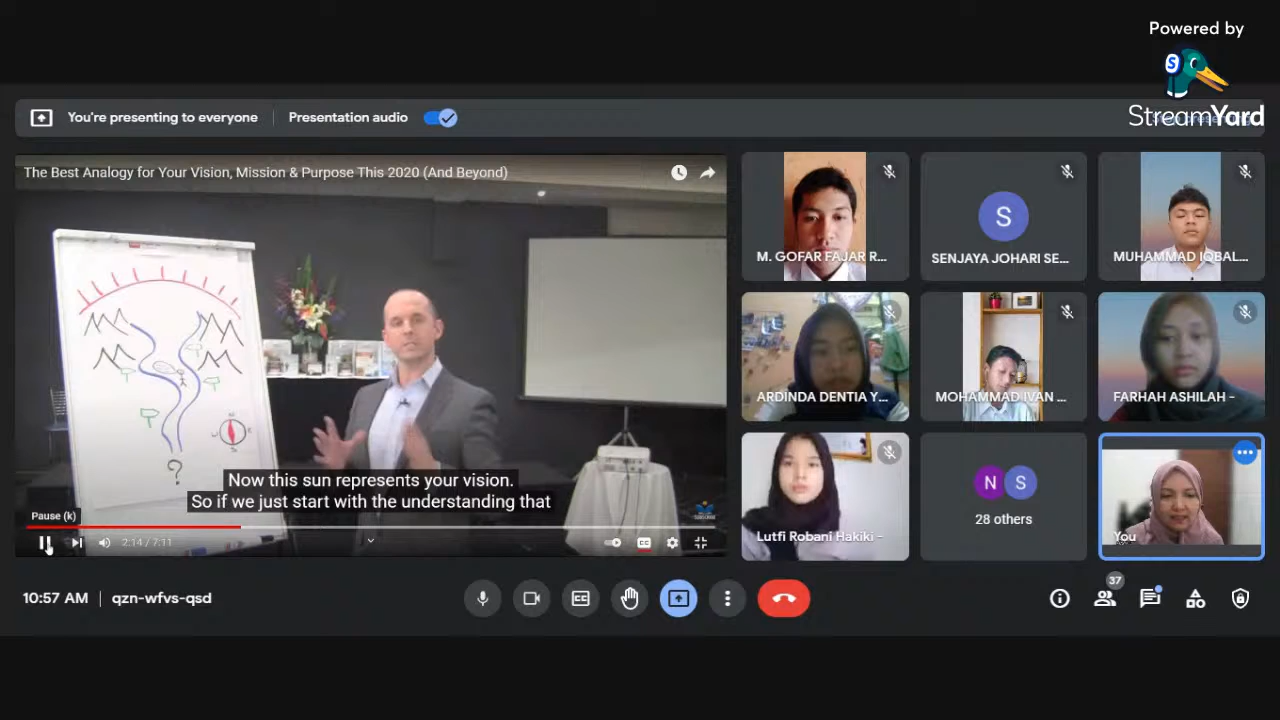 Powered by
StreamYard
You're presenting to everyone
Presentation audio
The Best Analogy for Your Vision, Mission & Purpose This 2020 (And Beyond)
?
Now this sun represents your vision.
So if we just start with the understanding that
Pause (k)
2:14 / 7:11
M. GOFAR FAJAR R...
S
SENJAYA JOHARI SE...
MUHAMMAD IQBAL...
ARDINDA DENTIA Y...
MOHAMMAD IVAN ...
FARHAH ASHILAH -
Lutfi Robani Hakiki -
N S
28 others
You
10:57 AM | qzn-wfvs-qsd
37